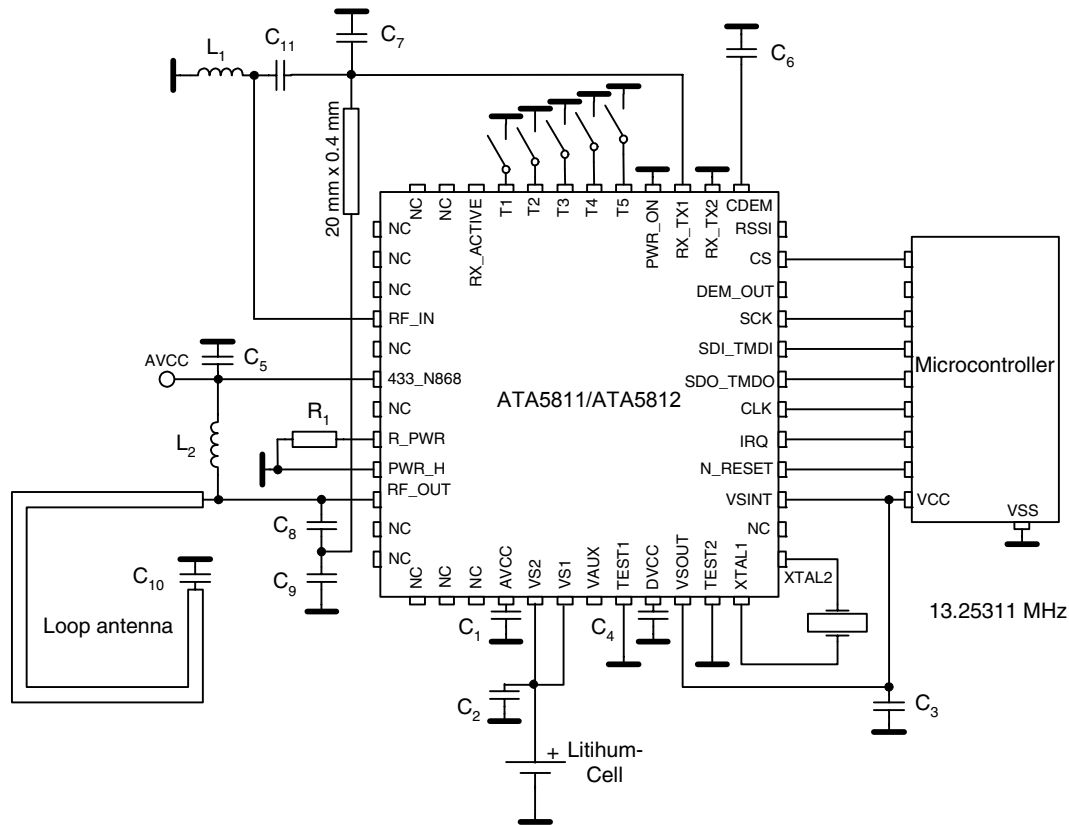 C7
L1
C11
C6
20 mm x 0.4 mm
NC
NC
RX_ACTIVE
T1
T2
T3
T4
T5
PWR_ON
RX_TX1
RX_TX2
CDEM
NC
NC
NC
RF_IN
NC
433_N868
NC
R_PWR
PWR_H
RF_OUT
NC
NC
RSSI
CS
DEM_OUT
SCK
SDI_TMDI
SDO_TMDO
CLK
IRQ
N_RESET
VSINT
NC
XTAL2
ATA5811/ATA5812
Microcontroller
VCC
VSS
AVCC
C5
R1
L2
C8
C9
C10
Loop antenna
NC
NC
NC
AVCC
VS2
VS1
VAUX
TEST1
DVCC
VSOUT
TEST2
XTAL1
13.25311 MHz
C1
C4
C2
C3
+ Litihum-
Cell